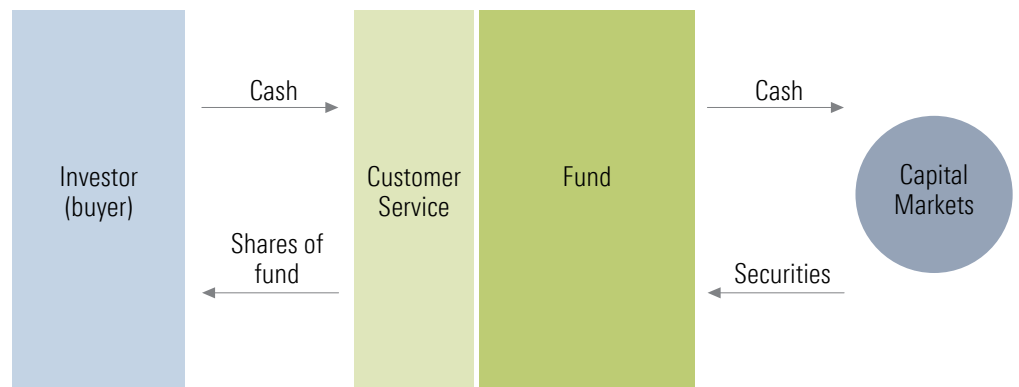 Investor
(buyer)
Cash
Shares of
fund
Customer
Service
Fund
Cash
Securities
Capital
Markets